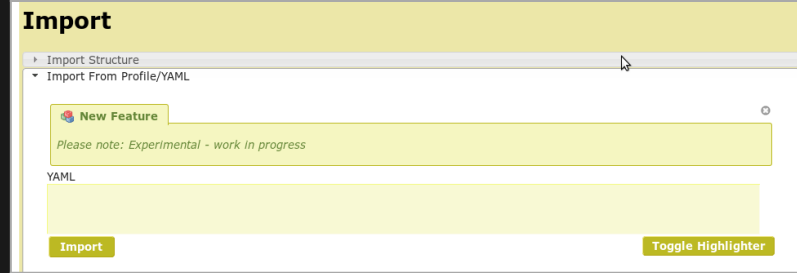 Import
Import Structure
Import From Profile/YAML
New Feature
Please note: Experimental - work in progress
YAML
Import
Toggle Highlighter